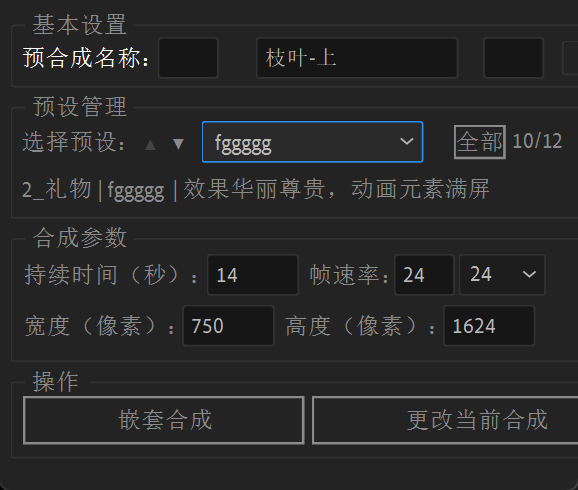 基本设置
预合成名称： 枝叶-上
预设管理
选择预设： ▲ ▼ fggggg 全部 10/12
2_礼物 | fggggg | 效果华丽尊贵，动画元素满屏
合成参数
持续时间（秒）： 14 帧速率： 24 24
宽度（像素）： 750 高度（像素）： 1624
操作
嵌套合成 更改当前合成